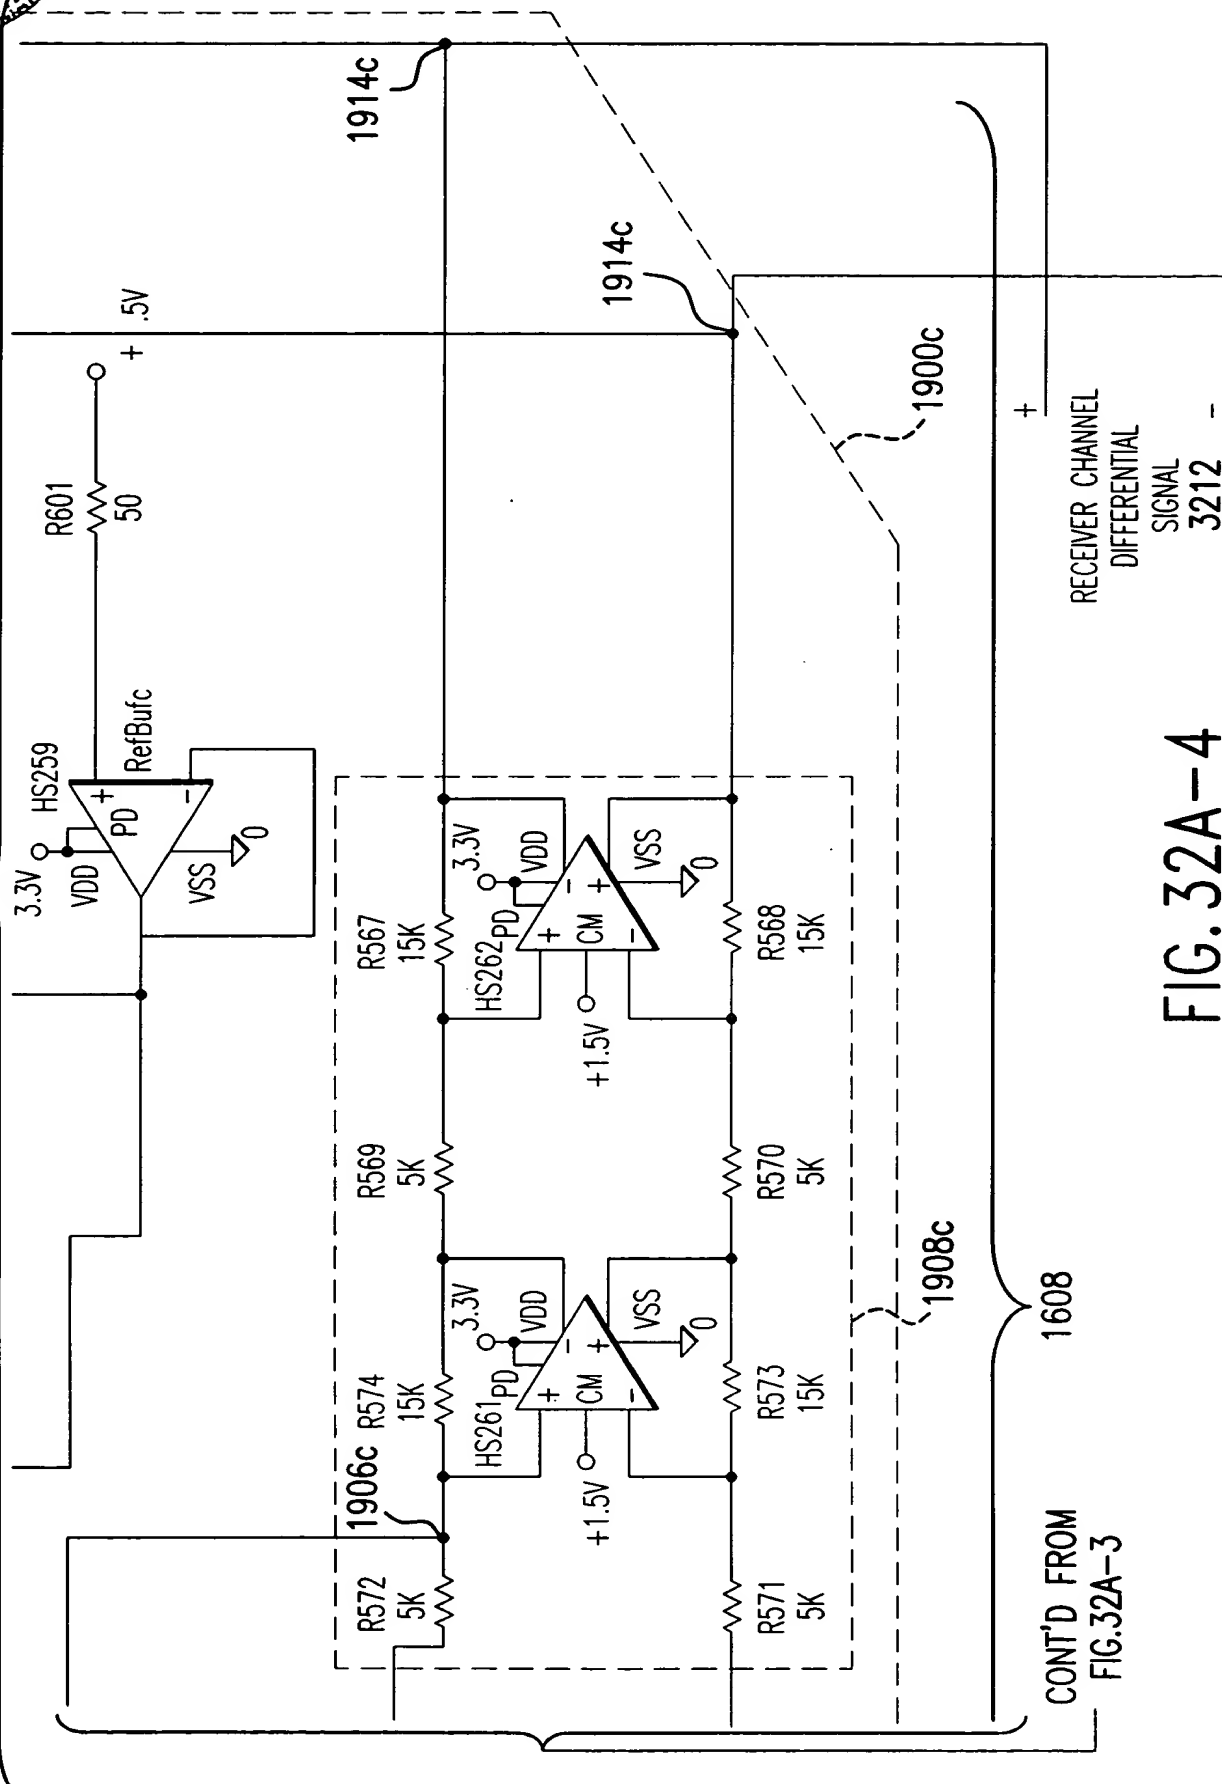 3.3V
VDD
PD
HS259
+
-
RefBufc
VSS
0
R601
50
+ .5V
1914c
1914c
1906c
R572
5K
R574
15K
R569
5K
R567
15K
HS261
PD
3.3V
VDD
+
-
CM
+
-
VSS
0
+1.5V
HS262
PD
3.3V
VDD
+
-
CM
+
-
VSS
0
+1.5V
R571
5K
R573
15K
R570
5K
R568
15K
1908c
1900c
1608
CONT'D FROM
FIG.32A-3
+
RECEIVER CHANNEL
DIFFERENTIAL
SIGNAL
3212 -
FIG.32A-4